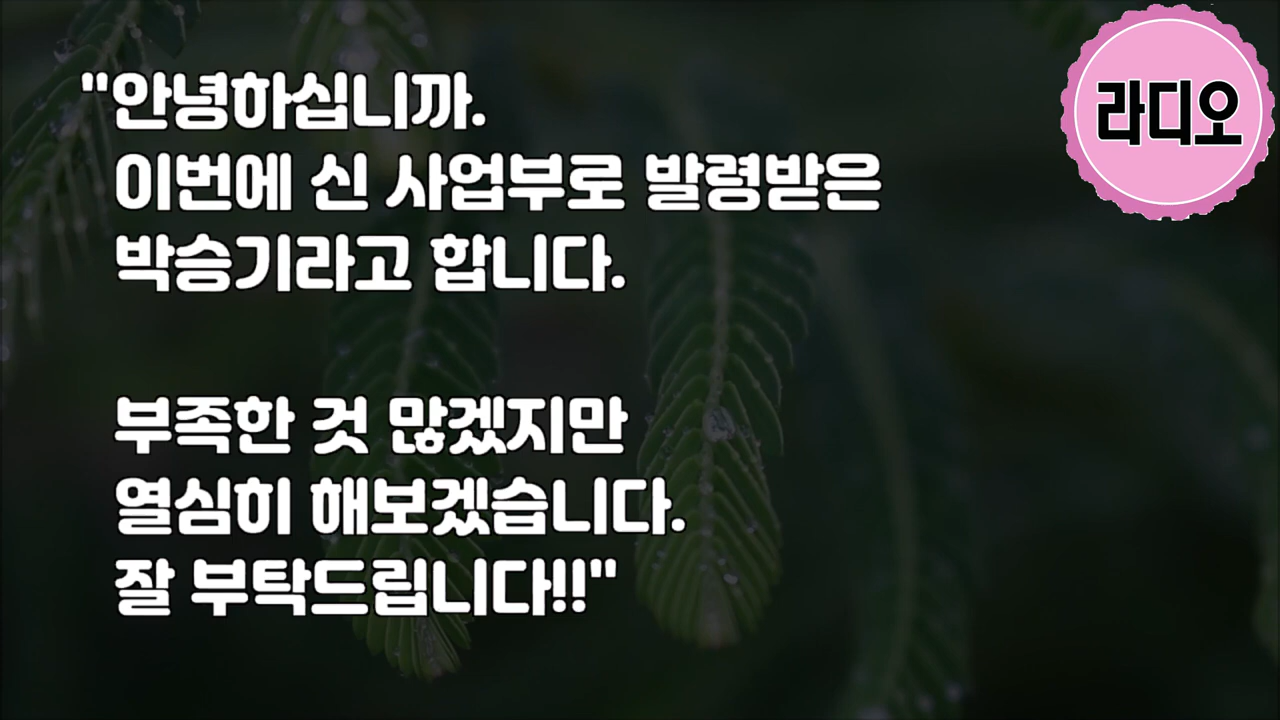 "안녕하십니까.
이번에 신 사업부로 발령받은
박승기라고 합니다.
부족한 것 많겠지만
열심히 해보겠습니다.
잘 부탁드립니다!!"
라디오